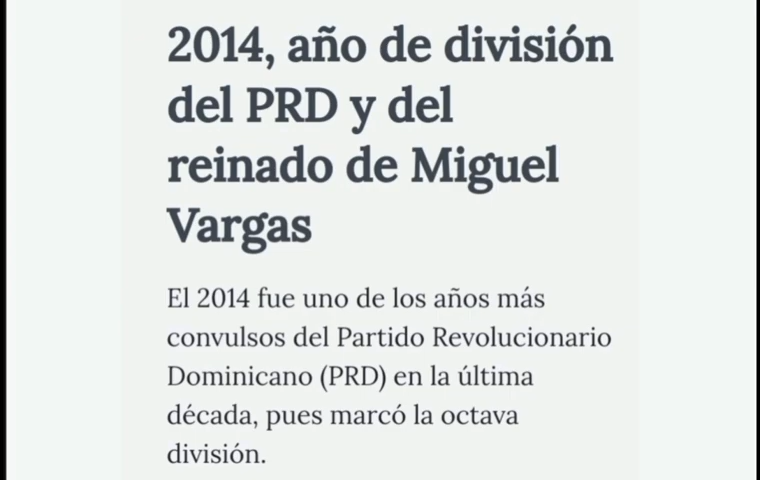 2014, año de división
del PRD y del
reinado de Miguel
Vargas
El 2014 fue uno de los años más
convulsos del Partido Revolucionario
Dominicano (PRD) en la última
década, pues marcó la octava
división.